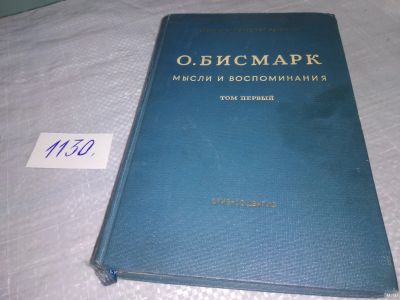 О. БИСМАРК
МЫСЛИ И ВОСПОМИНАНИЯ
ТОМ ПЕРВЫЙ
1130.